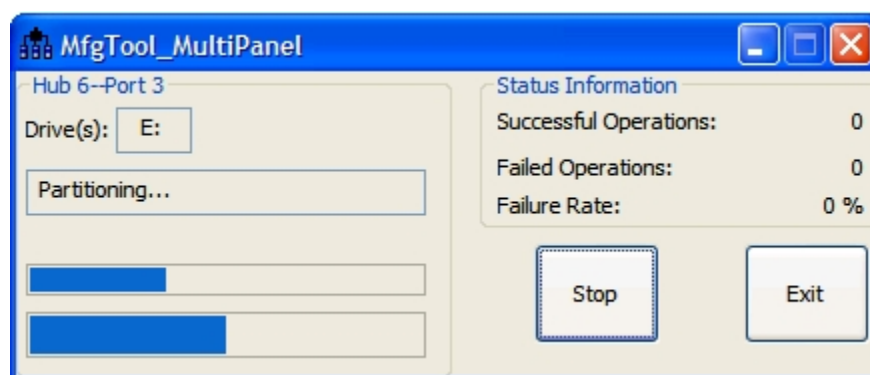 MfgTool_MultiPanel
Hub 6--Port 3
Drive(s): E:
Partitioning...
Status Information
Successful Operations: 0
Failed Operations: 0
Failure Rate: 0 %
Stop
Exit